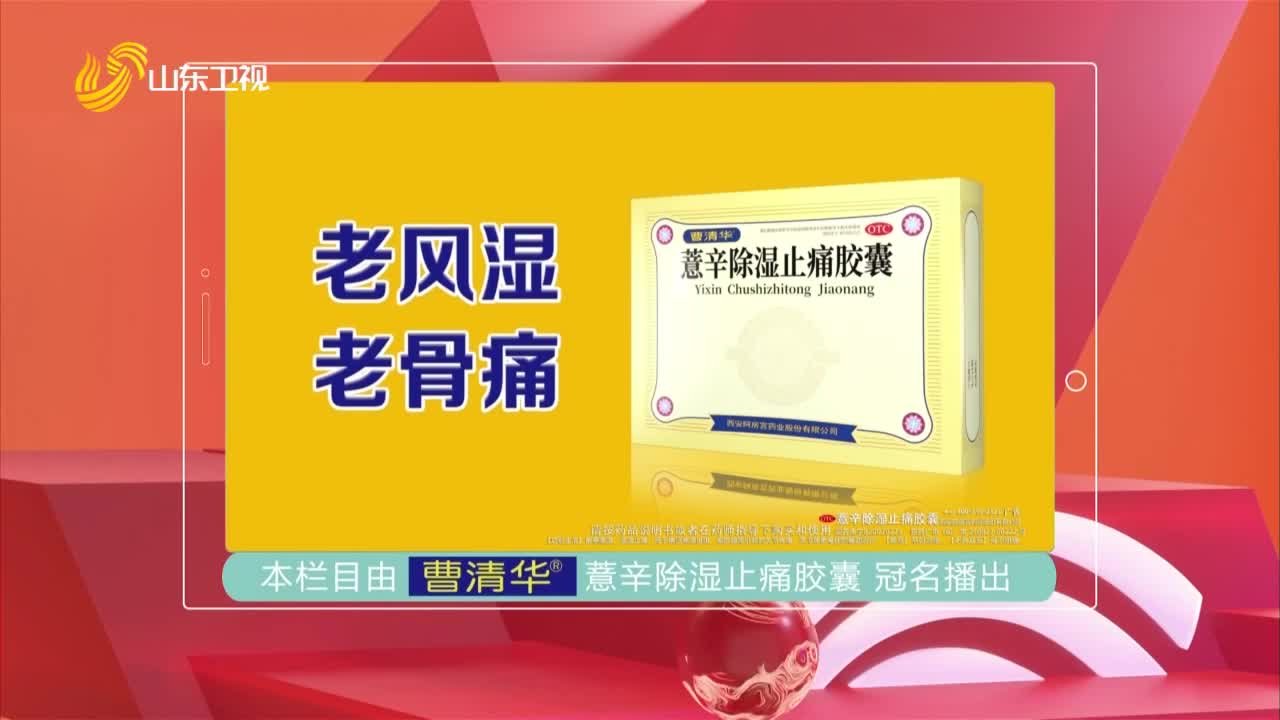 山东卫视
老风湿
老骨痛
曹清华®
OTC
薏辛除湿止痛胶囊
Yixin Chushizhitong Jiaonang
西安阿房宫药业股份有限公司
OTC 薏辛除湿止痛胶囊
请按药品说明书或者在药师指导下购买和使用
本栏目由 曹清华® 薏辛除湿止痛胶囊 冠名播出